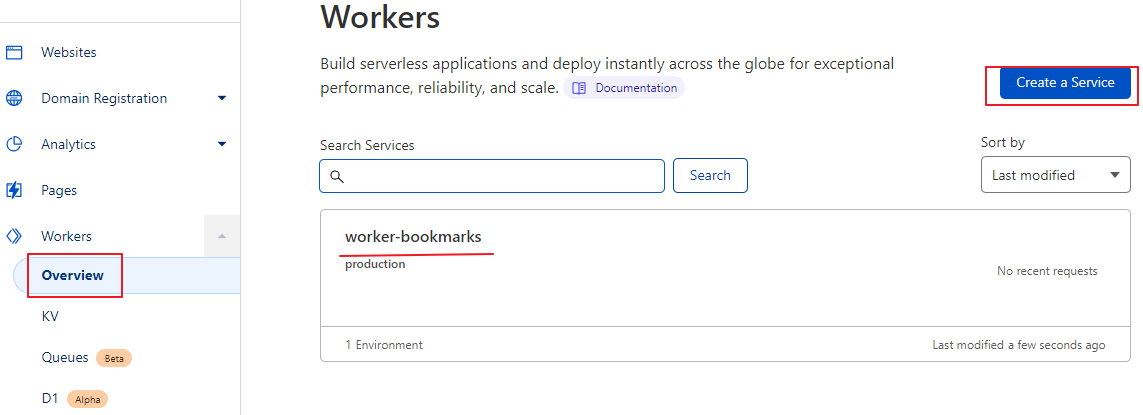 Workers
Websites
Build serverless applications and deploy instantly across the globe for exceptional
performance, reliability, and scale. Documentation
Create a Service
Domain Registration
Analytics
Search Services
Sort by
Search
Last modified
Pages
Workers
worker-bookmarks
production
No recent requests
Overview
KV
1 Environment
Last modified a few seconds ago
Queues Beta
D1 Alpha